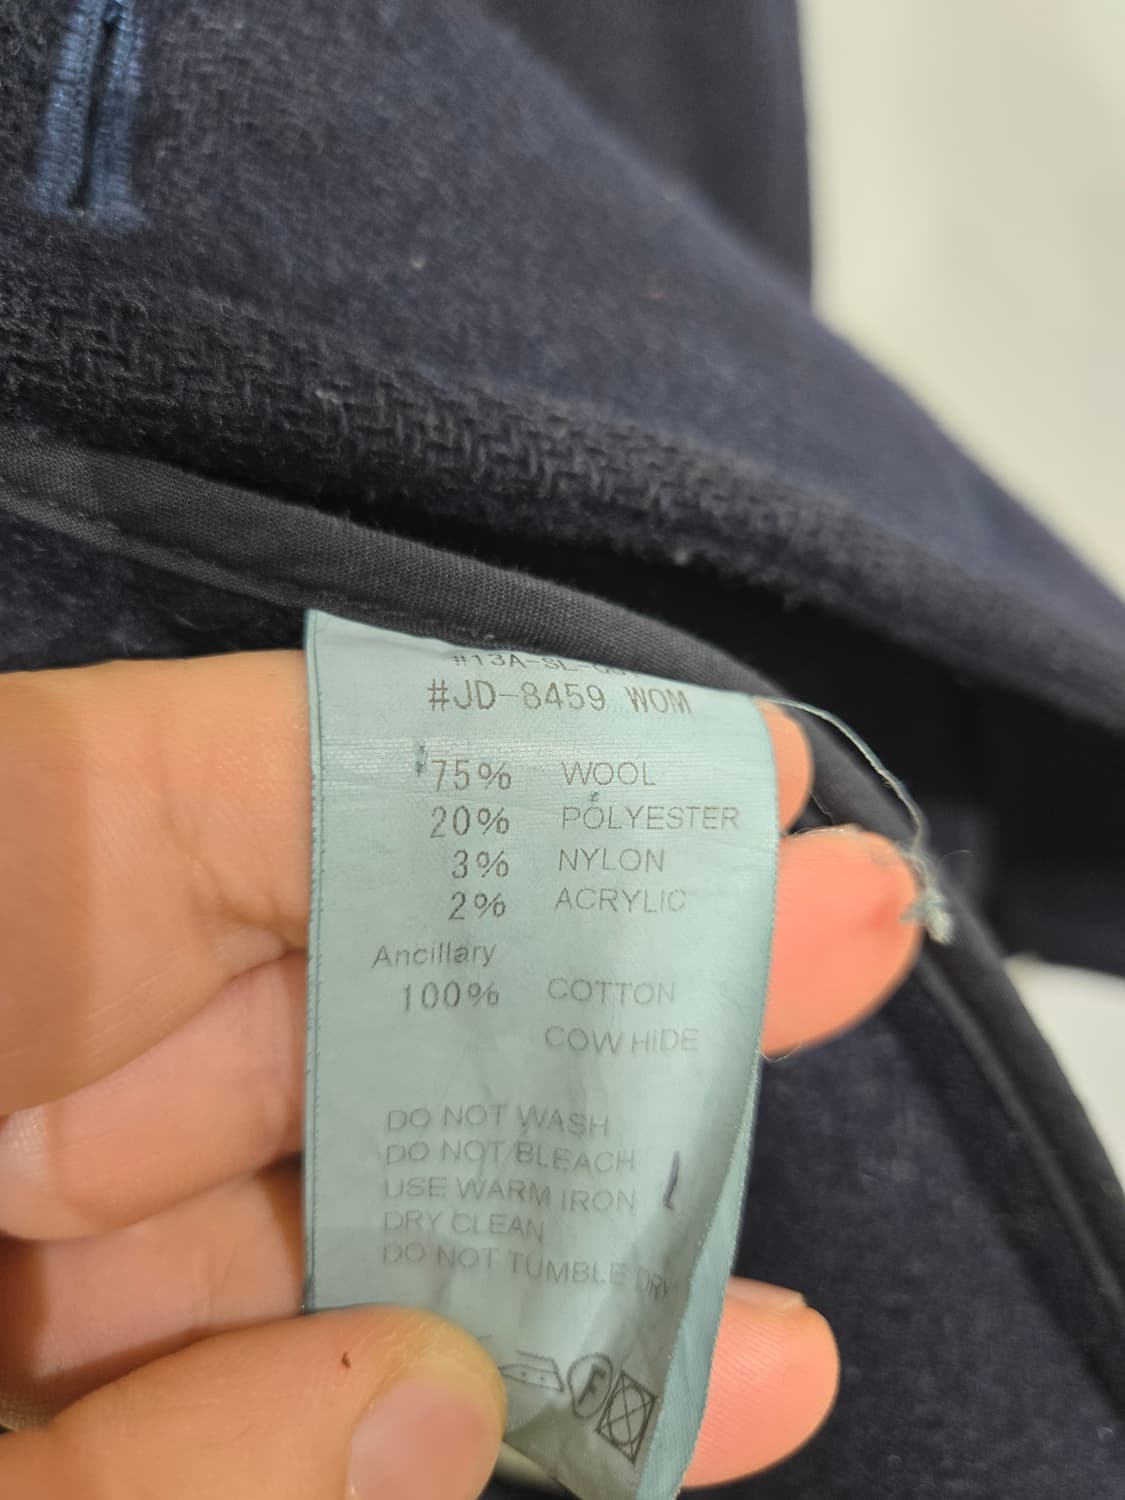 #JD-8459 WOM
75% WOOL
20% POLYESTER
3% NYLON
2% ACRYLIC
Ancillary
100% COTTON
COW HIDE
DO NOT WASH
DO NOT BLEACH
USE WARM IRON
DRY CLEAN
DO NOT TUMBLE DRY
F